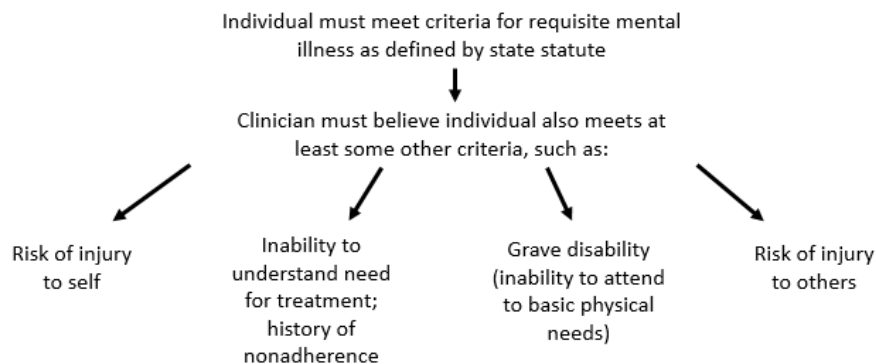 Individual must meet criteria for requisite mental
illness as defined by state statute
Clinician must believe individual also meets at
least some other criteria, such as:
Risk of injury
to self
Inability to
understand need
for treatment;
history of
nonadherence
Grave disability
(inability to attend
to basic physical
needs)
Risk of injury
to others